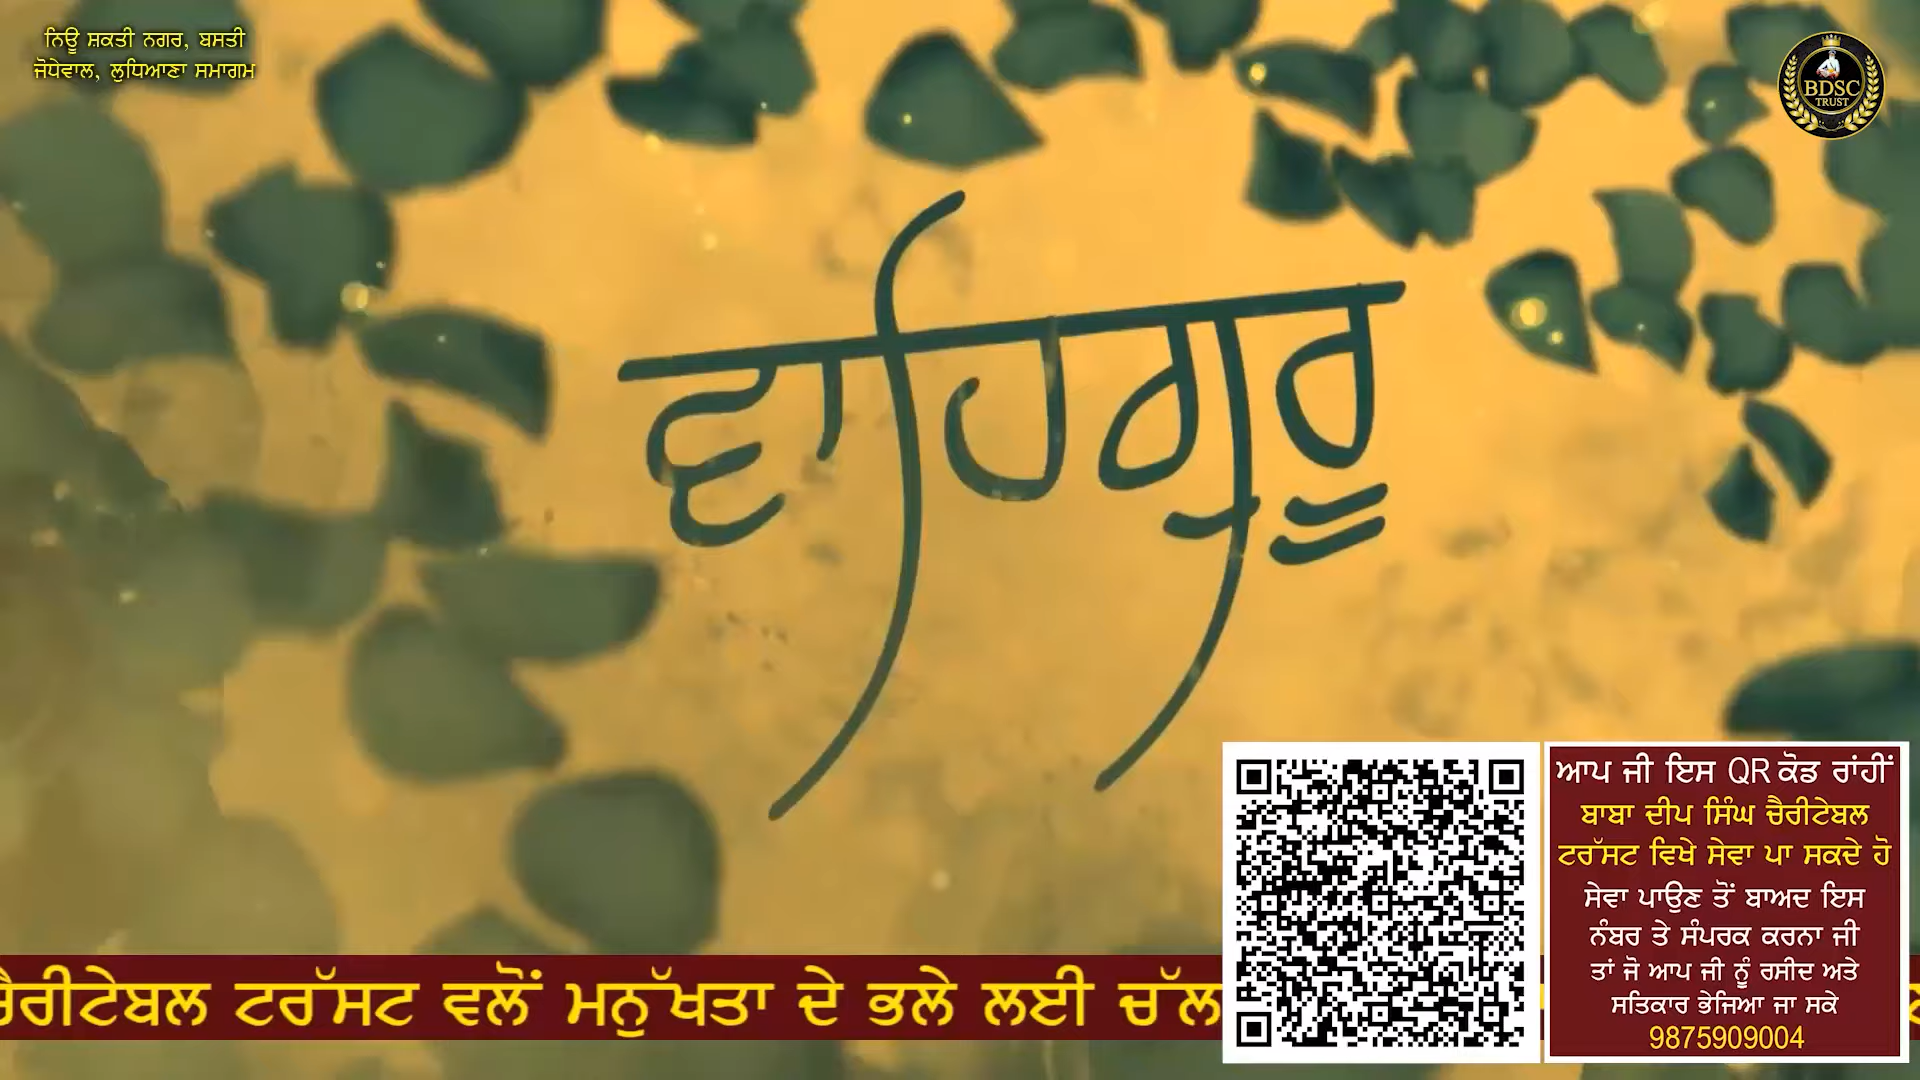 ਨਿਊ ਸ਼ਕਤੀ ਨਗਰ, ਬਸਤੀ
ਜੋਧੇਵਾਲ, ਲੁਧਿਆਣਾ ਸਮਾਗਮ
BDSC
TRUST
ਵਾਹਿਗੁਰੂ
ਆਪ ਜੀ ਇਸ QR ਕੋਡ ਰਾਂਹੀਂ
ਬਾਬਾ ਦੀਪ ਸਿੰਘ ਚੈਰੀਟੇਬਲ
ਟਰੱਸਟ ਵਿਖੇ ਸੇਵਾ ਪਾ ਸਕਦੇ ਹੋ
ਸੇਵਾ ਪਾਉਣ ਤੋਂ ਬਾਅਦ ਇਸ
ਨੰਬਰ ਤੇ ਸੰਪਰਕ ਕਰਨਾ ਜੀ
ਤਾਂ ਜੋ ਆਪ ਜੀ ਨੂੰ ਰਸੀਦ ਅਤੇ
ਸਤਿਕਾਰ ਭੇਜਿਆ ਜਾ ਸਕੇ
9875909004
ਚੈਰੀਟੇਬਲ ਟਰੱਸਟ ਵਲੋਂ ਮਨੁੱਖਤਾ ਦੇ ਭਲੇ ਲਈ ਚੱਲ